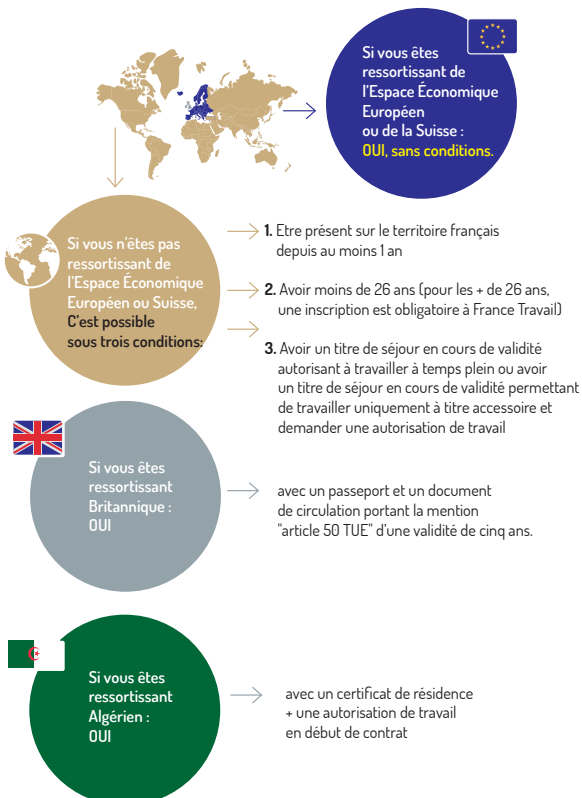 Si vous êtes
ressortissant de
l’Espace Économique
Européen
ou de la Suisse :
OUI, sans conditions.
Si vous n’êtes pas
ressortissant de
l’Espace Économique
Européen ou Suisse,
C’est possible
sous trois conditions:
1. Etre présent sur le territoire français
depuis au moins 1 an
2. Avoir moins de 26 ans (pour les + de 26 ans,
une inscription est obligatoire à France Travail)
3. Avoir un titre de séjour en cours de validité
autorisant à travailler à temps plein ou avoir
un titre de séjour en cours de validité permettant
de travailler uniquement à titre accessoire et
demander une autorisation de travail
Si vous êtes
ressortissant
Britannique :
OUI
avec un passeport et un document
de circulation portant la mention
"article 50 TUE" d’une validité de cinq ans.
Si vous êtes
ressortissant
Algérien :
OUI
avec un certificat de résidence
+ une autorisation de travail
en début de contrat